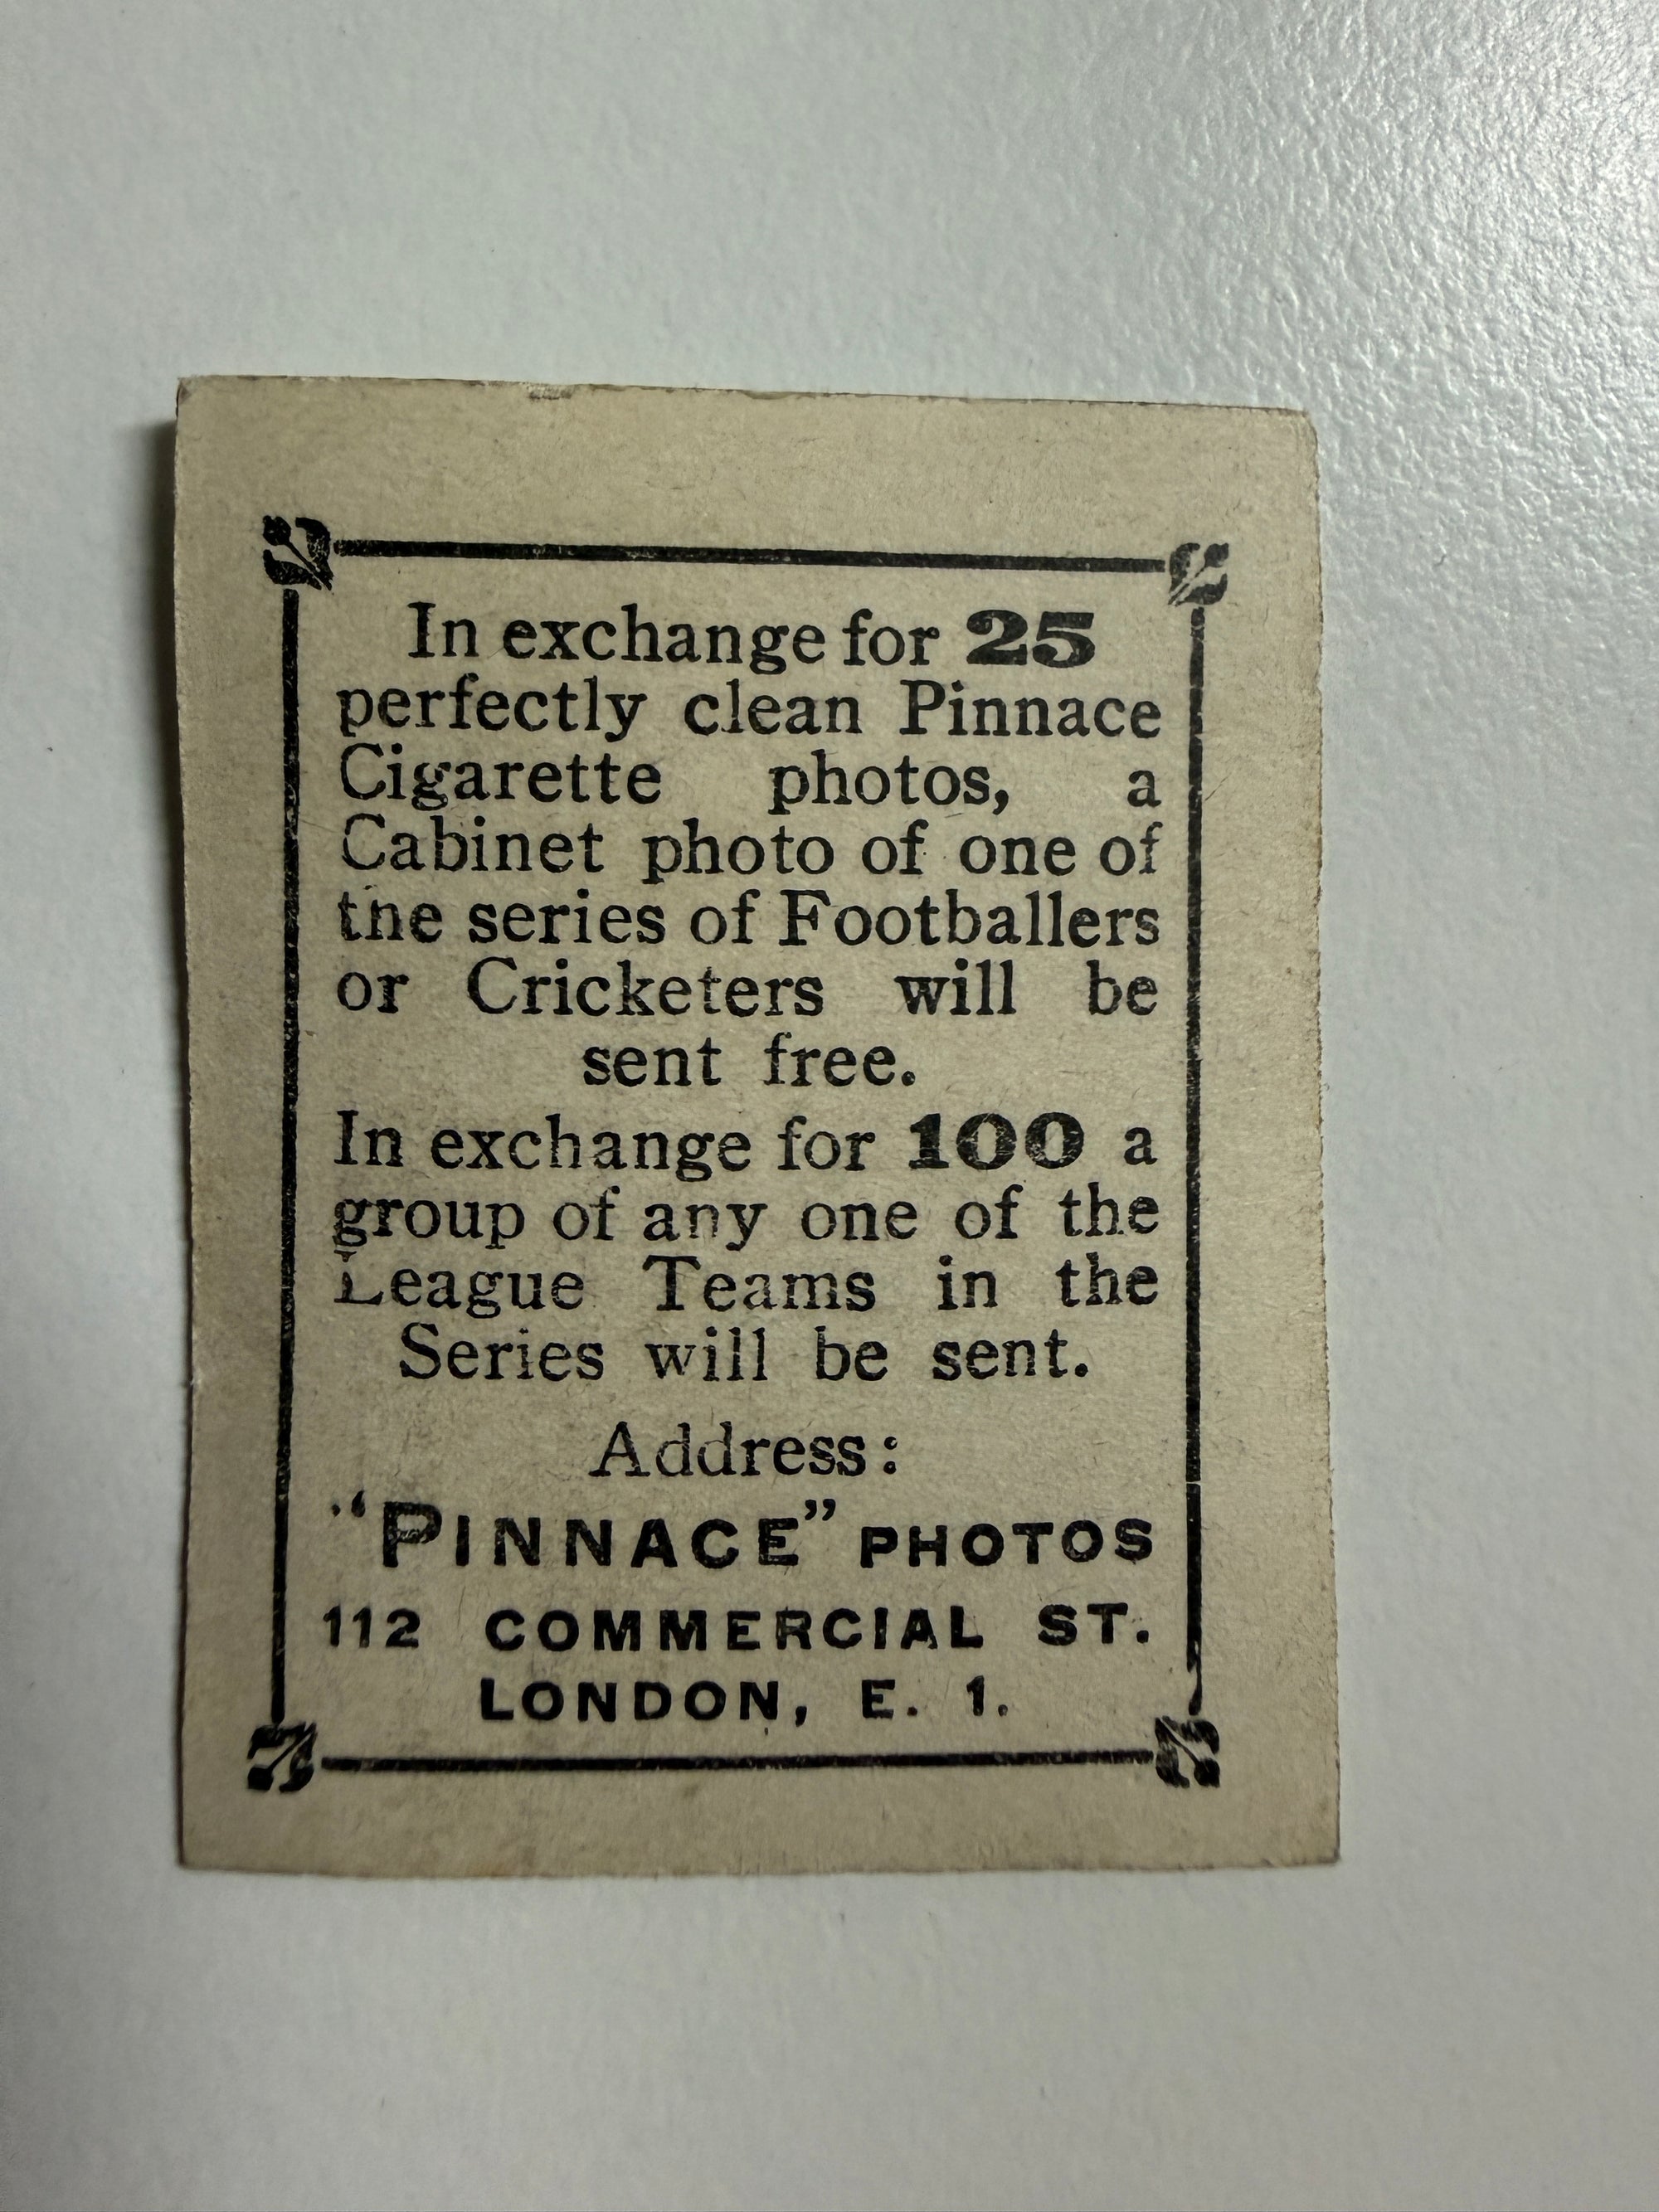 In exchange for 25
perfectly clean Pinnace
Cigarette photos, a
Cabinet photo of one of
the series of Footballers
or Cricketers will be
sent free.
In exchange for 100 a
group of any one of the
League Teams in the
Series will be sent.
Address:
"PINNACE" PHOTOS
112 COMMERCIAL ST.
LONDON, E. 1.